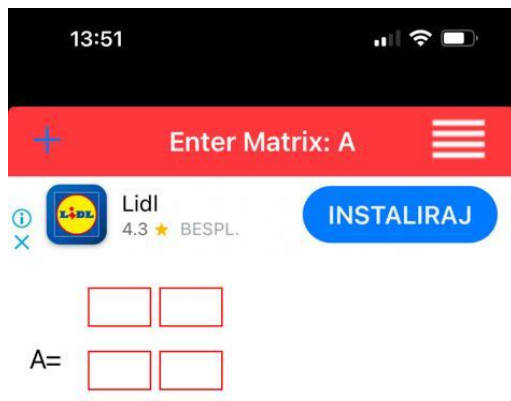 13:51
Enter Matrix: A
Lidl
LIDL
4.3 ★ BESPL.
INSTALIRAJ
A=